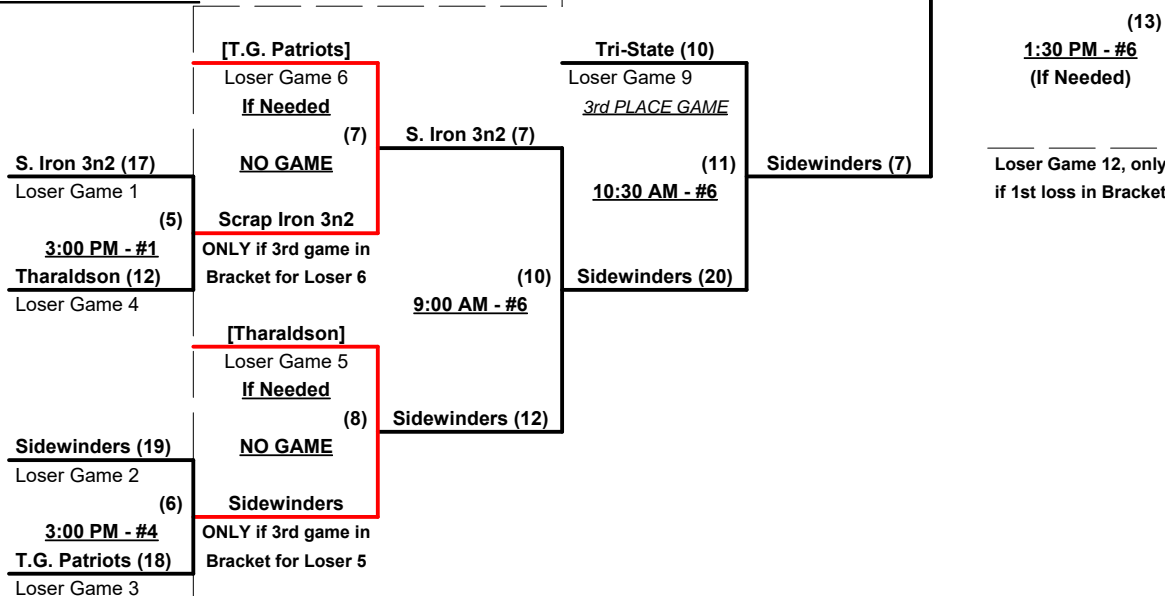 (13)
[T.G. Patriots]
Tri-State (10)
1:30 PM - #6
Loser Game 6
Loser Game 9
(If Needed)
If Needed
3rd PLACE GAME
(7)
S. Iron 3n2 (7)
S. Iron 3n2 (17)
NO GAME
(11)
Sidewinders (7)
Loser Game 12, only
Loser Game 1
10:30 AM - #6
if 1st loss in Bracket
(5)
Scrap Iron 3n2
3:00 PM - #1
ONLY if 3rd game in
Tharaldson (12)
Bracket for Loser 6
(10)
Sidewinders (20)
Loser Game 4
9:00 AM - #6
[Tharaldson]
Loser Game 5
If Needed
(8)
Sidewinders (12)
Sidewinders (19)
NO GAME
Loser Game 2
(6)
Sidewinders
3:00 PM - #4
ONLY if 3rd game in
T.G. Patriots (18)
Bracket for Loser 5
Loser Game 3